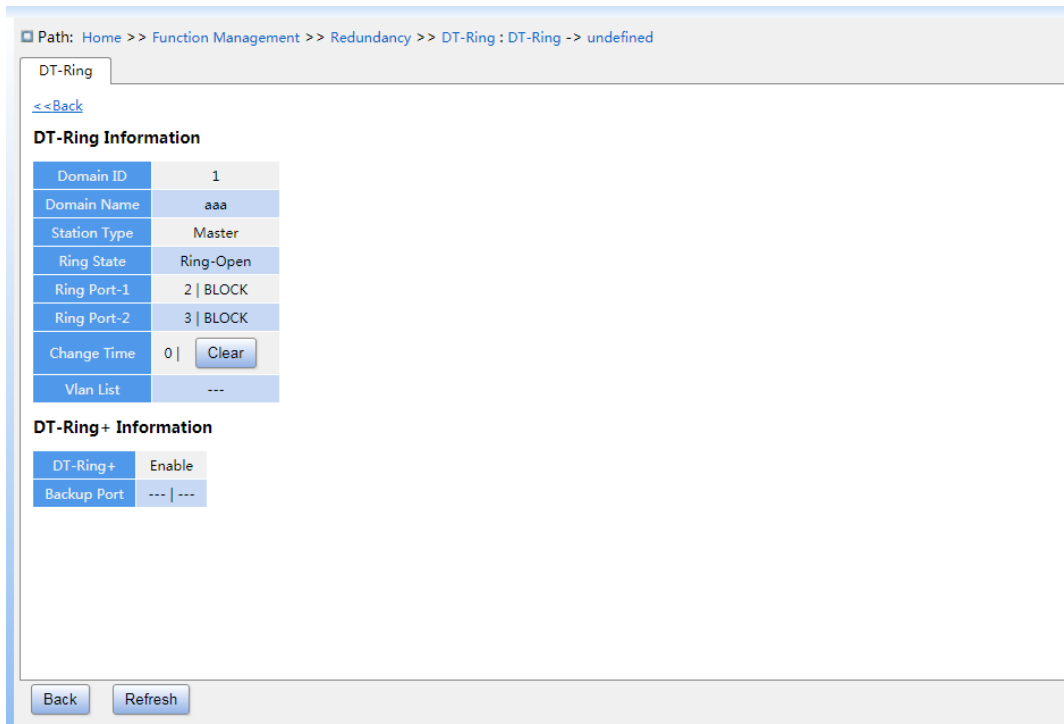 Path: Home >> Function Management >> Redundancy >> DT-Ring : DT-Ring -> undefined
DT-Ring
<<Back
DT-Ring Information
Domain ID 1
Domain Name aaa
Station Type Master
Ring State Ring-Open
Ring Port-1 2 | BLOCK
Ring Port-2 3 | BLOCK
Change Time 0 | Clear
Vlan List ---
DT-Ring+ Information
DT-Ring+ Enable
Backup Port --- | ---
Back Refresh